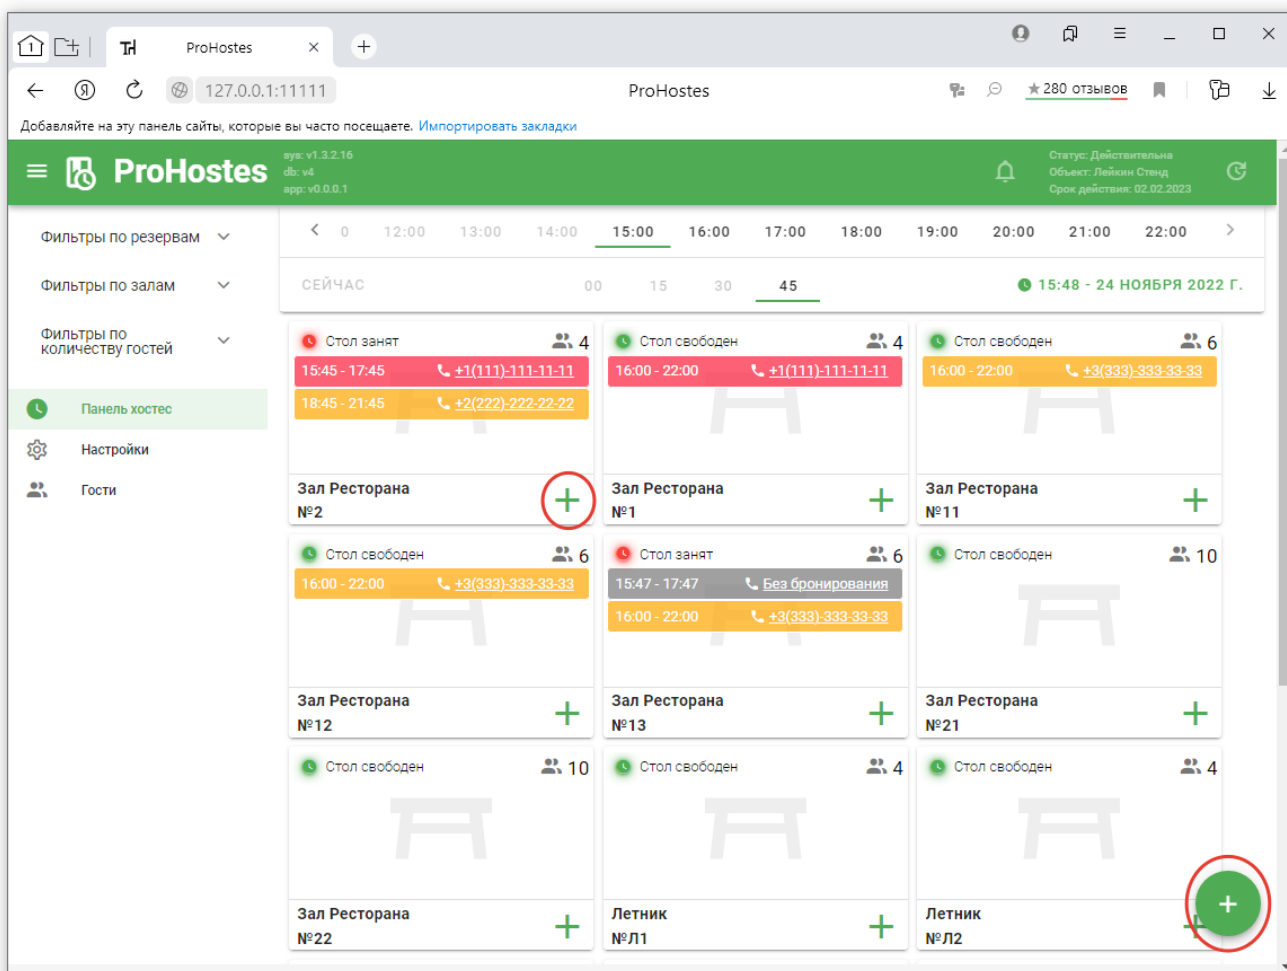 1
ТН ProHostes
Я 127.0.0.1:11111 ProHostes ★ 280 отзывов
Добавляйте на эту панель сайты, которые вы часто посещаете. Импортировать закладки
ProHostes
sys: v1.3.2.16
db: v4
app: v0.0.0.1
Статус: Действительна
Объект: Лейкин Стенд
Срок действия: 02.02.2023
Фильтры по резервам
Фильтры по залам
Фильтры по
количеству гостей
Панель хостес
Настройки
Гости
0 12:00 13:00 14:00 15:00 16:00 17:00 18:00 19:00 20:00 21:00 22:00
СЕЙЧАС 00 15 30 45 15:48 - 24 НОЯБРЯ 2022 Г.
Стол занят 4
15:45 - 17:45 +1(111)-111-11-11
18:45 - 21:45 +2(222)-222-22-22
Зал Ресторана
№2
Стол свободен 4
16:00 - 22:00 +1(111)-111-11-11
Зал Ресторана
№1
Стол свободен 6
16:00 - 22:00 +3(333)-333-33-33
Зал Ресторана
№11
Стол свободен 6
16:00 - 22:00 +3(333)-333-33-33
Зал Ресторана
№12
Стол занят 6
15:47 - 17:47 Без бронирования
16:00 - 22:00 +3(333)-333-33-33
Зал Ресторана
№13
Стол свободен 10
Зал Ресторана
№21
Стол свободен 10
Зал Ресторана
№22
Стол свободен 4
Летник
№Л1
Стол свободен 4
Летник
№Л2